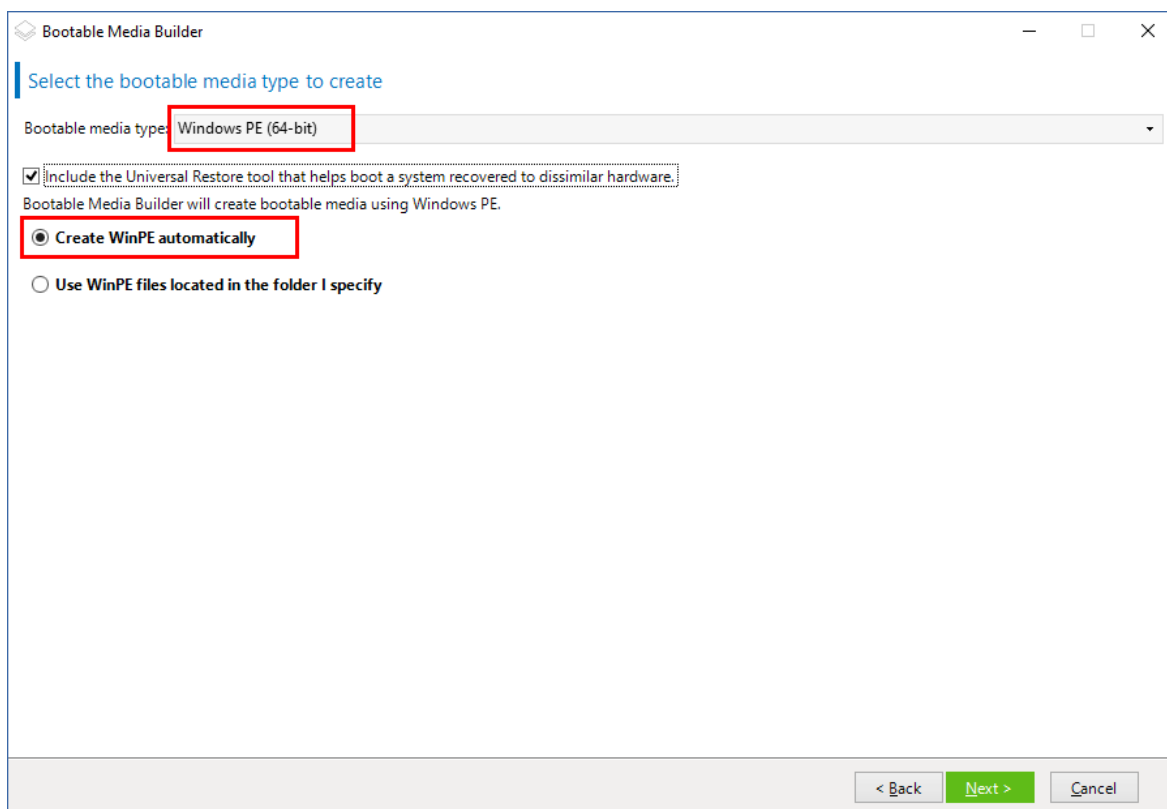 Bootable Media Builder
Select the bootable media type to create
Bootable media type: Windows PE (64-bit)
Include the Universal Restore tool that helps boot a system recovered to dissimilar hardware.
Bootable Media Builder will create bootable media using Windows PE.
Create WinPE automatically
Use WinPE files located in the folder I specify
< Back Next > Cancel